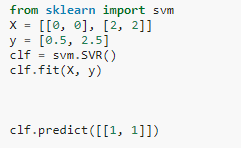 from sklearn import svm
X = [[0, 0], [2, 2]]
y = [0.5, 2.5]
clf = svm.SVR()
clf.fit(X, y)
clf.predict([[1, 1]])